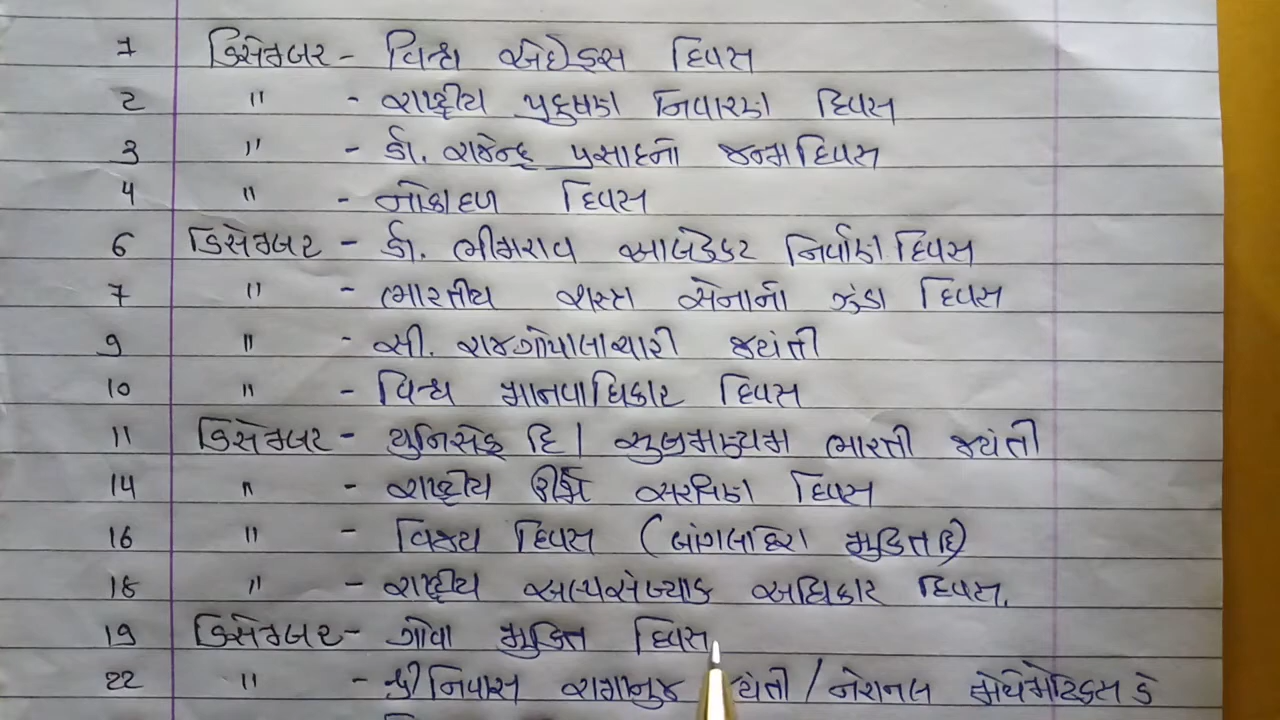 1 ડિસેમ્બર - વિશ્વ એઇડ્સ દિવસ
2 " - રાષ્ટ્રીય પ્રદુષણ નિવારણ દિવસ
3 " - ડૉ. રાજેન્દ્ર પ્રસાદનો જન્મદિવસ
4 " - નૌકાદળ દિવસ
6 ડિસેમ્બર - ડૉ. ભીમરાવ આંબેડકર નિર્વાણ દિવસ
7 " - ભારતીય શસ્ત્ર સેનાનો ઝંડા દિવસ
9 " - સી. રાજગોપાલાચારી જયંતી
10 " - વિશ્વ માનવાધિકાર દિવસ
11 ડિસેમ્બર - યુનિસેફ દિ / સુબ્રમણ્યમ ભારતી જયંતી
14 " - રાષ્ટ્રીય ઊર્જા સંરક્ષણ દિવસ
16 " - વિજય દિવસ (બાંગલાદેશ મુક્તિ દિ)
18 " - રાષ્ટ્રીય અલ્પસંખ્યક અધિકાર દિવસ.
19 ડિસેમ્બર - ગોવા મુક્તિ દિવસ
22 " - શ્રીનિવાસ રામાનુજ યંતી / નેશનલ મેથેમેટિક્સ ડે